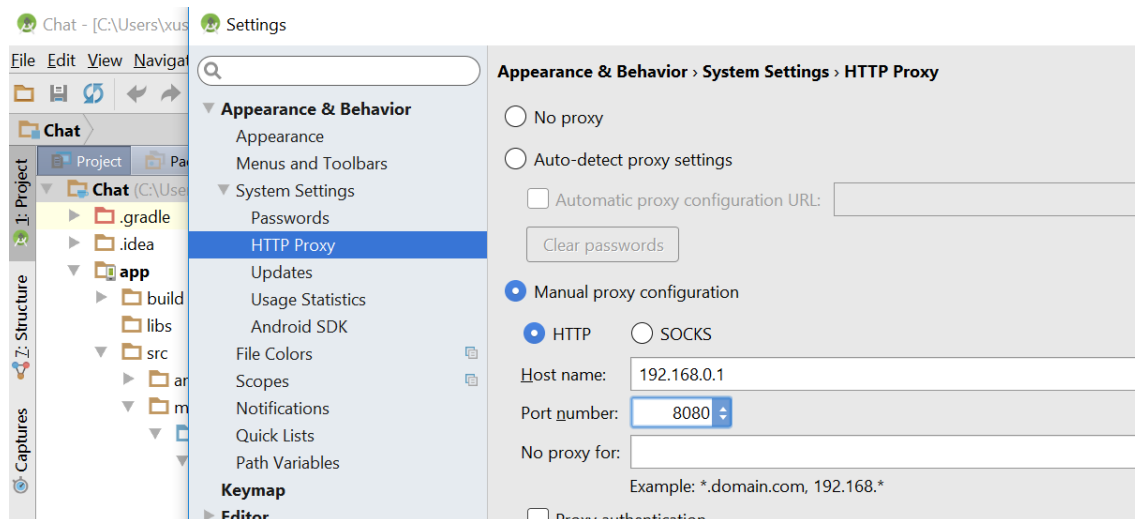 Chat - [C:\Users\xus
File Edit View Navigat
Chat
1: Project
Z: Structure
Captures
Project Pa
Chat (C:\Use
.gradle
.idea
app
build
libs
src
ar
m
Settings
Appearance & Behavior
Appearance
Menus and Toolbars
System Settings
Passwords
HTTP Proxy
Updates
Usage Statistics
Android SDK
File Colors
Scopes
Notifications
Quick Lists
Path Variables
Keymap
Editor
Appearance & Behavior › System Settings › HTTP Proxy
No proxy
Auto-detect proxy settings
Automatic proxy configuration URL:
Clear passwords
Manual proxy configuration
HTTP SOCKS
Host name: 192.168.0.1
Port number: 8080
No proxy for:
Example: *.domain.com, 192.168.*
Proxy authentication